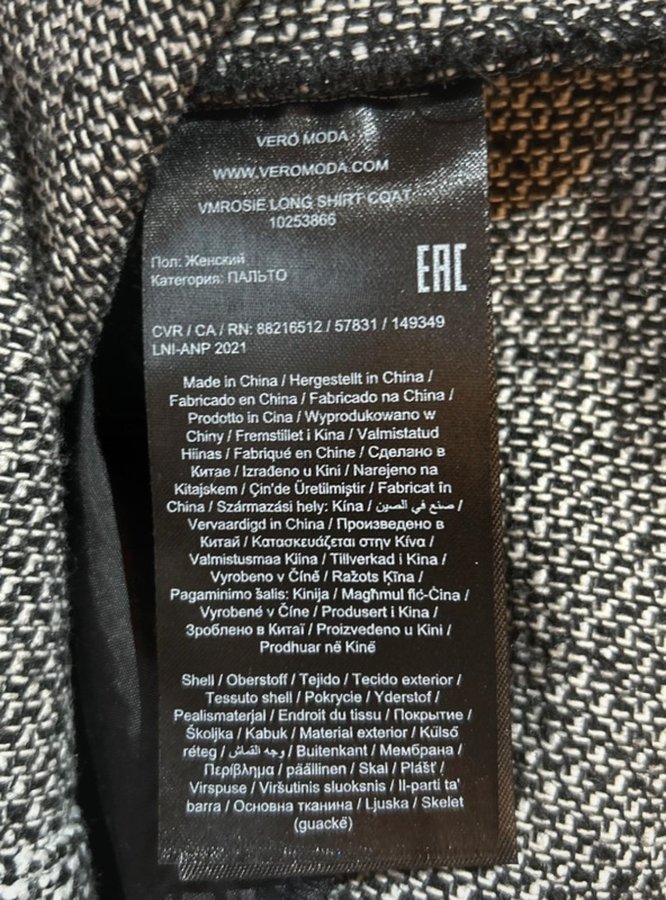 VERO MODA
WWW.VEROMODA.COM
VMROSIE LONG SHIRT COAT
10253866
Пол: Женский
Категория: ПАЛЬТО
EAC
CVR / CA / RN: 88216512 / 57831 / 149349
LNI-ANP 2021
Made in China / Hergestellt in China /
Fabricado en China / Fabricado na China /
Prodotto in Cina / Wyprodukowano w
Chiny / Fremstillet i Kina / Valmistatud
Hiinas / Fabriqué en Chine / Сделано в
Китае / Izrađeno u Kini / Narejeno na
Kitajskem / Çin'de Üretilmiştir / Fabricat în
China / Származási hely: Kína / صنع في الصين /
Vervaardigd in China / Произведено в
Китай / Κατασκευάζεται στην Κίνα /
Valmistusmaa Kiina / Tillverkad i Kina /
Vyrobeno v Číně / Ražots Ķīna /
Pagaminimo šalis: Kinija / Magħmul fiċ-Ċina /
Vyrobené v Číne / Produsert i Kina /
Зроблено в Китаї / Proizvedeno u Kini /
Prodhuar në Kinë
Shell / Oberstoff / Tejido / Tecido exterior /
Tessuto shell / Pokrycie / Yderstof /
Pealismaterjal / Endroit du tissu / Покрытие /
Školjka / Kabuk / Material exterior / Külső
réteg / وجه القماش / Buitenkant / Мембрана /
Περίβλημα / päällinen / Skal / Plášť /
Virspuse / Viršutinis sluoksnis / Il-parti ta'
barra / Основна тканина / Ljuska / Skelet
(guackë)